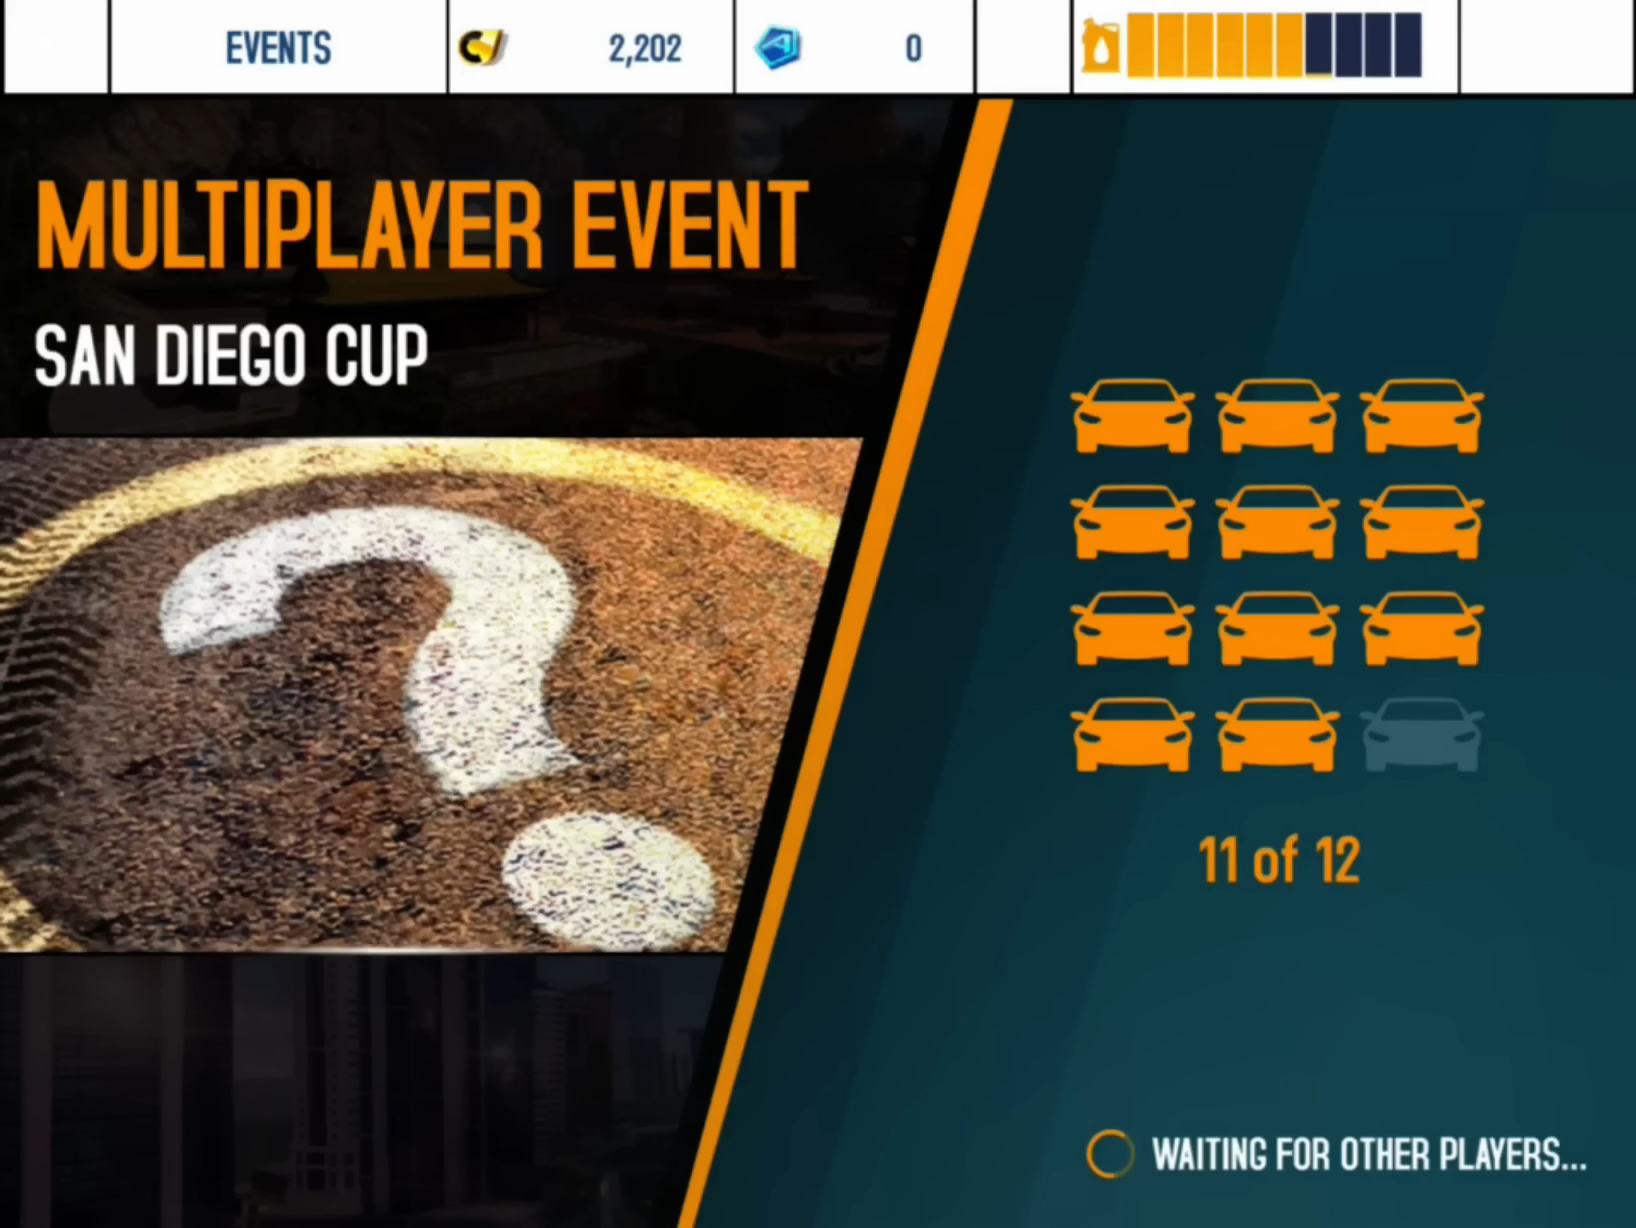 EVENTS
2,202
0
MULTIPLAYER EVENT
SAN DIEGO CUP
?
11 of 12
WAITING FOR OTHER PLAYERS...